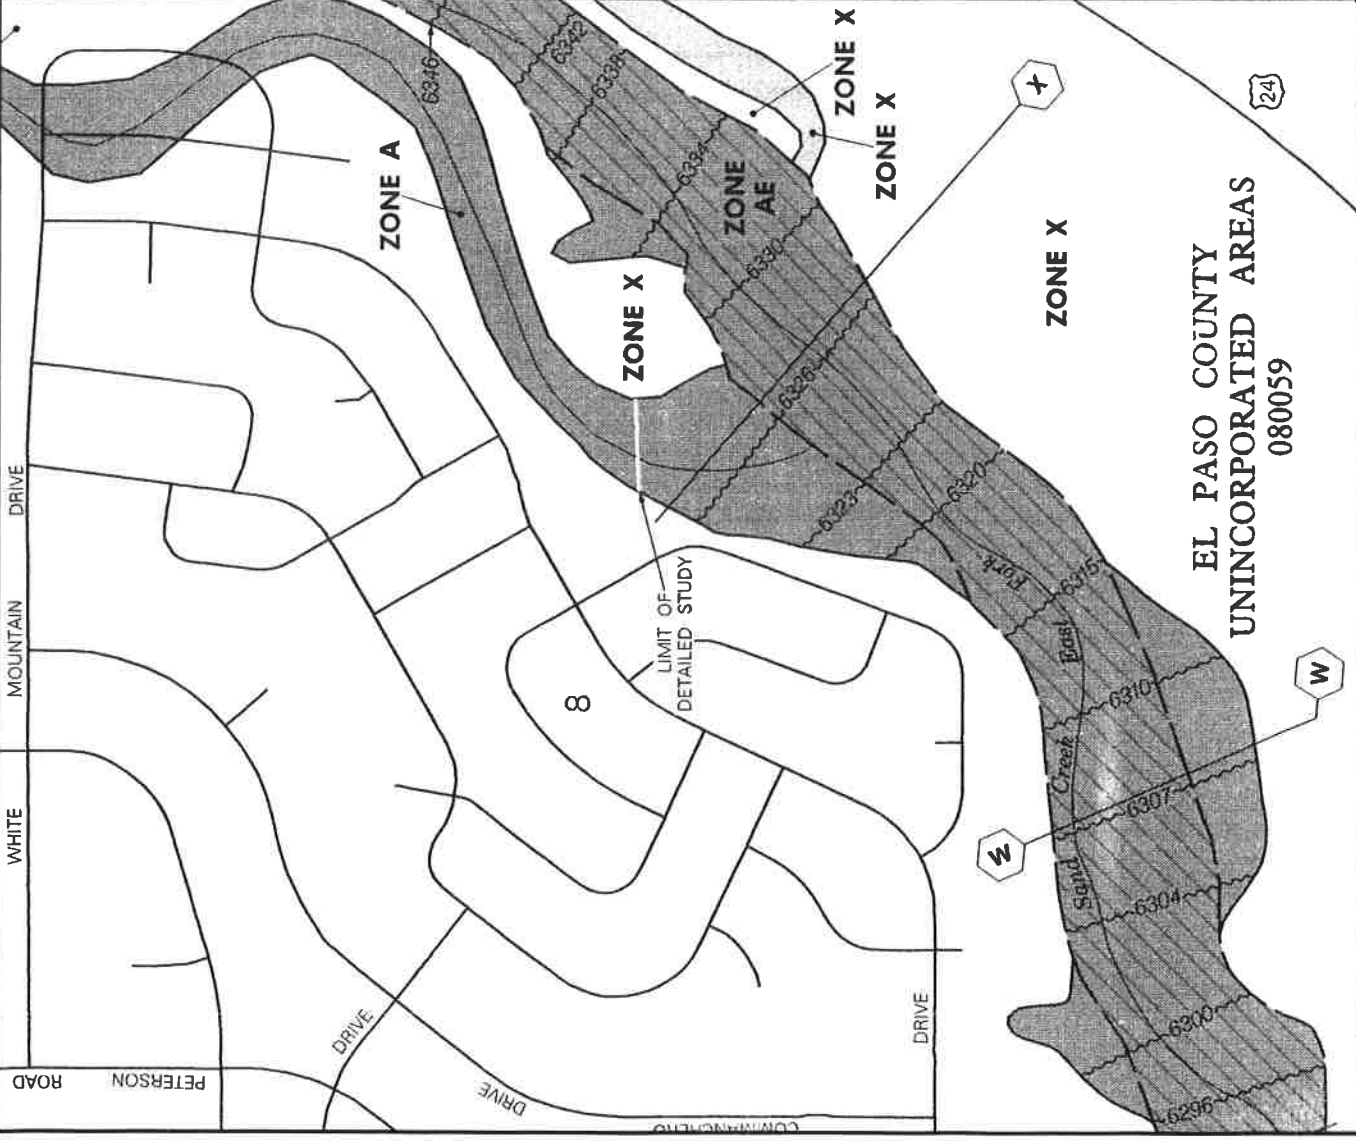 6346
6342
6338
ZONE X
ZONE X
24
X
ZONE A
6334
ZONE
AE
6330
ZONE X
ZONE X
6326
EL PASO COUNTY
UNINCORPORATED AREAS
080059
WHITE MOUNTAIN DRIVE
6323
6320
LIMIT OF
DETAILED STUDY
6315
Sand Creek East Fork
8
6310
W
6307
W
6304
6300
6296
DRIVE
DRIVE
DRIVE
PETERSON ROAD